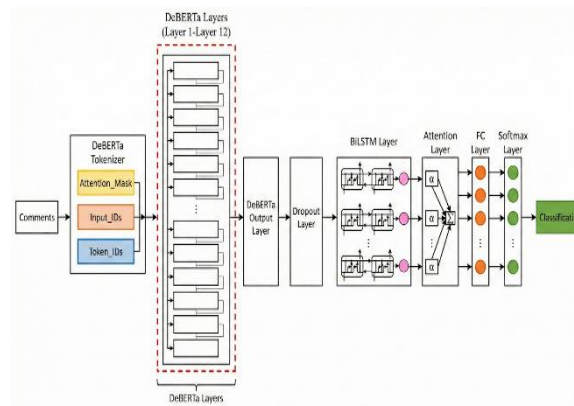 DeBERTa Layers
(Layer 1-Layer 12)
DeBERTa
Tokenizer
Attention_Mask
Input_IDs
Token_IDs
Comments
DeBERTa
Output
Layer
Dropout
Layer
BiLSTM Layer
Attention
Layer
α
α
α
Σ
FC
Layer
Softmax
Layer
Classificati
DeBERTa Layers